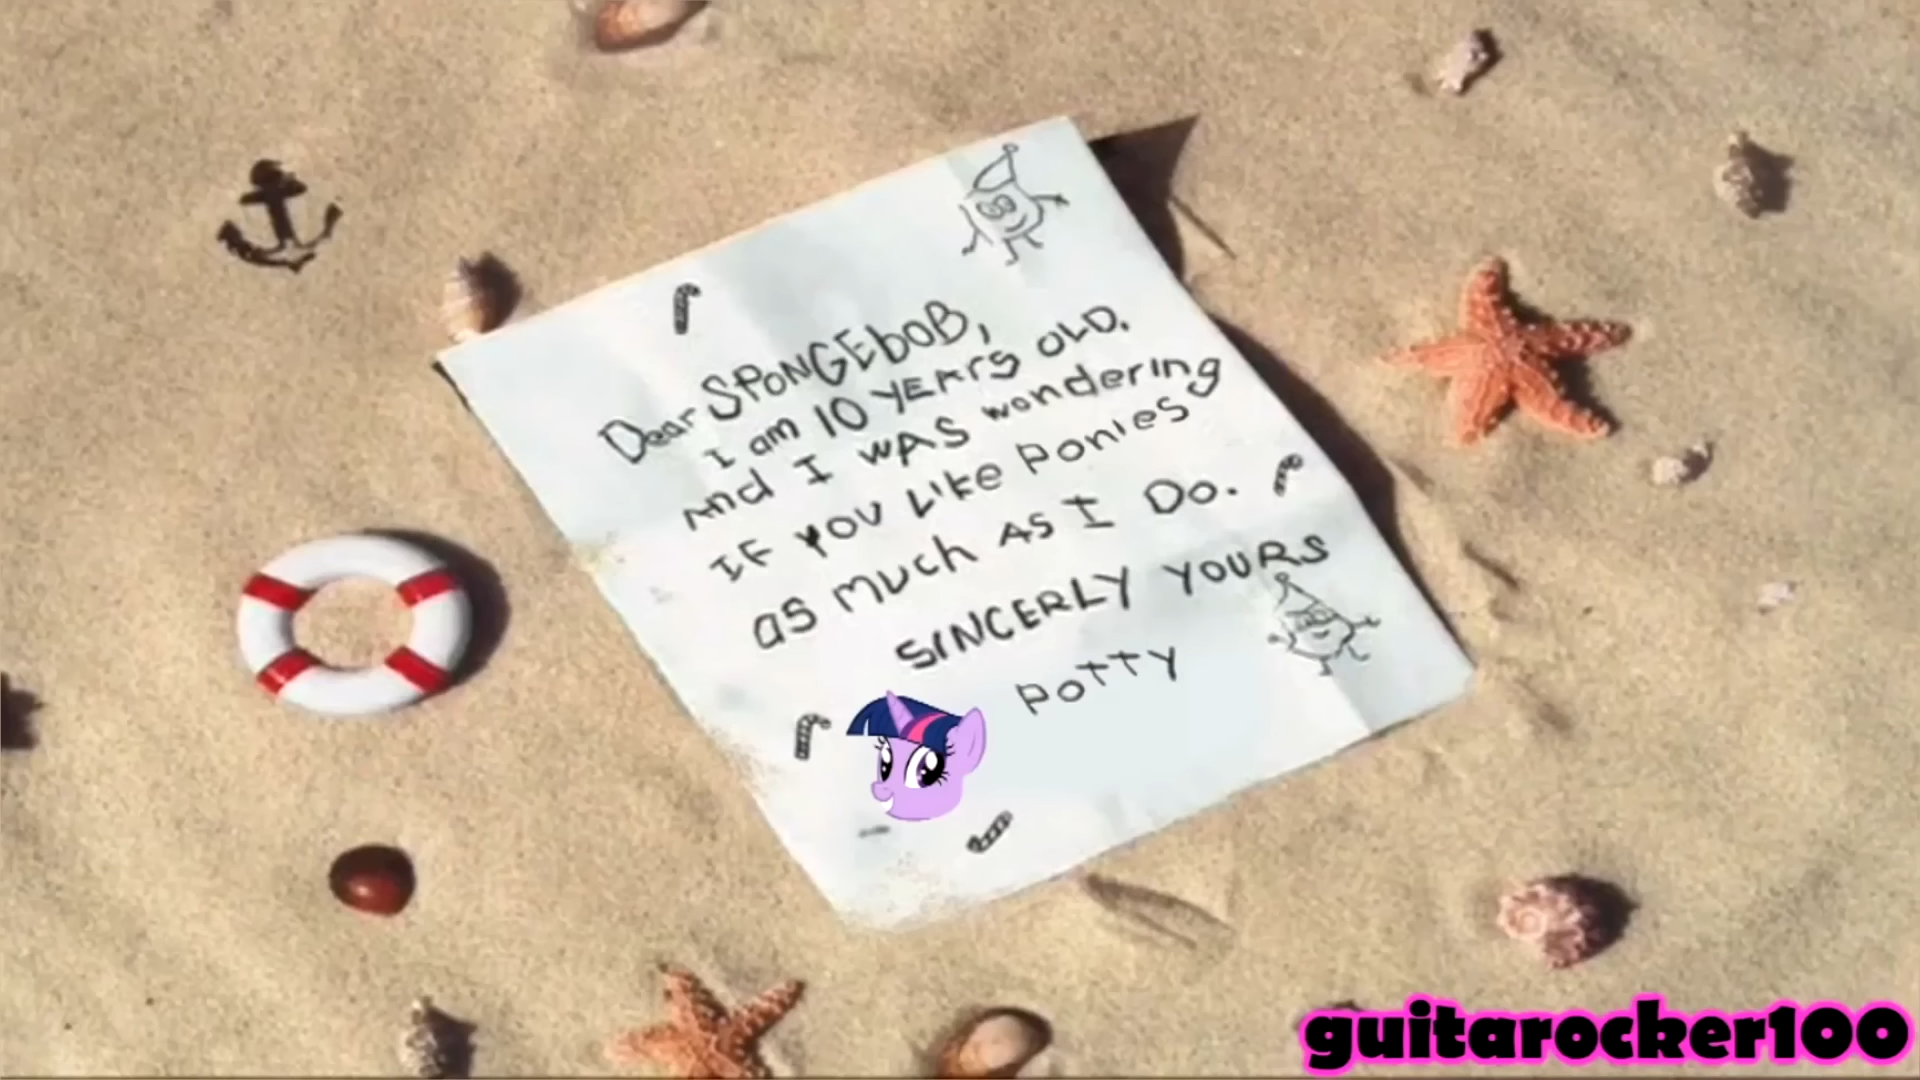 Dear SPONGEbOB,
I am 10 YEArS OLD.
And I WAS wondering
IF YOU LIKE PonIES
as much AS I Do.
SINCERLY YOURS
POTTY
guitarocker100